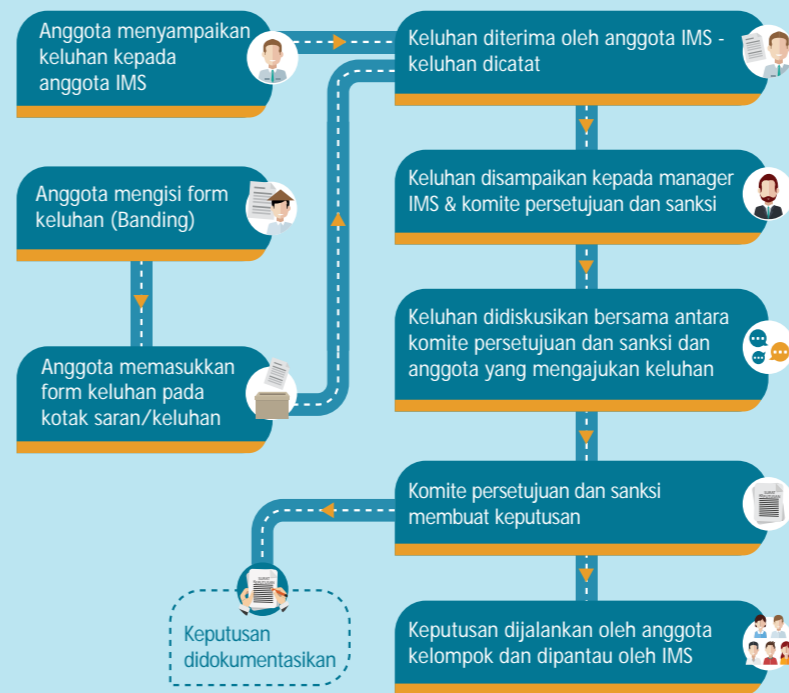 Anggota menyampaikan
keluhan kepada
anggota IMS
Keluhan diterima oleh anggota IMS -
keluhan dicatat
Anggota mengisi form
keluhan (Banding)
Keluhan disampaikan kepada manager
IMS & komite persetujuan dan sanksi
Anggota memasukkan
form keluhan pada
kotak saran/keluhan
Keluhan didiskusikan bersama antara
komite persetujuan dan sanksi dan
anggota yang mengajukan keluhan
Komite persetujuan dan sanksi
membuat keputusan
Keputusan
didokumentasikan
Keputusan dijalankan oleh anggota
kelompok dan dipantau oleh IMS